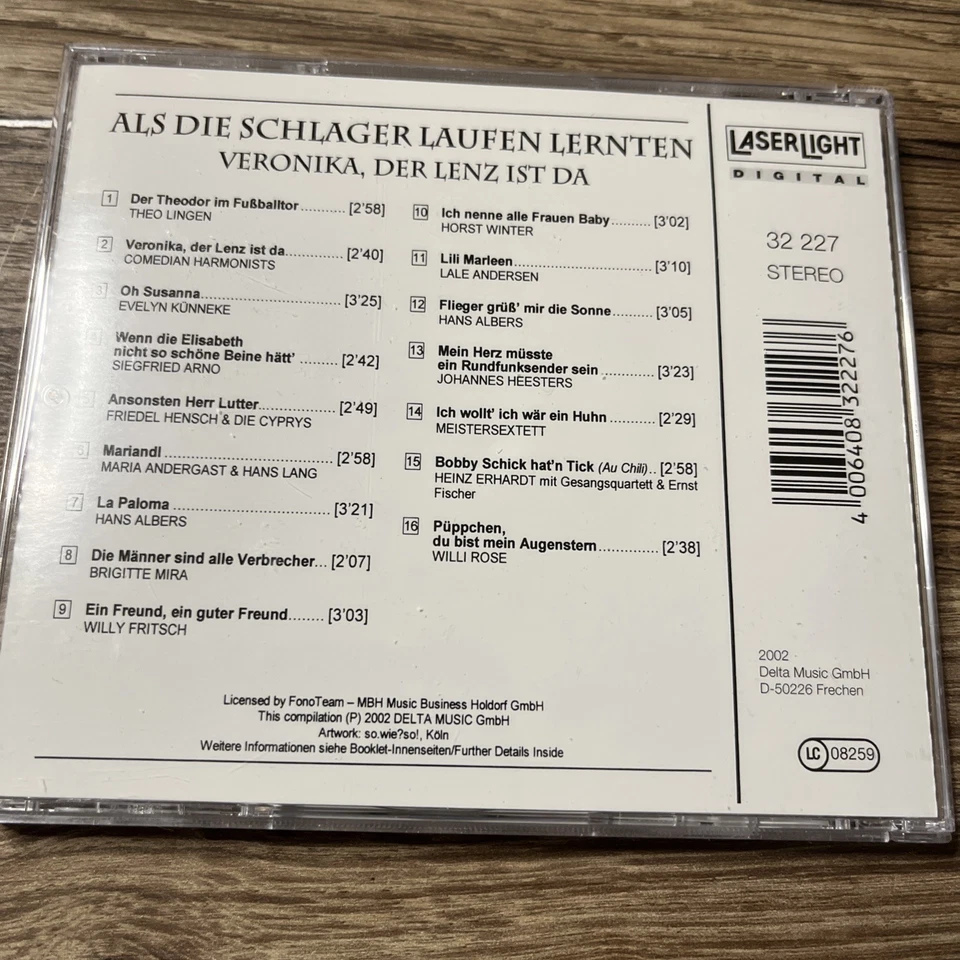 ALS DIE SCHLAGER LAUFEN LERNTEN
VERONIKA, DER LENZ IST DA
1 Der Theodor im Fußballtor.......... [2'58]
THEO LINGEN
2 Veronika, der Lenz ist da............ [2'40]
COMEDIAN HARMONISTS
3 Oh Susanna............................ [3'25]
EVELYN KÜNNEKE
4 Wenn die Elisabeth
nicht so schöne Beine hätt' .......... [2'42]
SIEGFRIED ARNO
5 Ansonsten Herr Lutter................. [2'49]
FRIEDEL HENSCH & DIE CYPRYS
6 Mariandl .................................. [2'58]
MARIA ANDERGAST & HANS LANG
7 La Paloma ................................ [3'21]
HANS ALBERS
8 Die Männer sind alle Verbrecher... [2'07]
BRIGITTE MIRA
9 Ein Freund, ein guter Freund........ [3'03]
WILLY FRITSCH
10 Ich nenne alle Frauen Baby.......... [3'02]
HORST WINTER
11 Lili Marleen............................... [3'10]
LALE ANDERSEN
12 Flieger grüß' mir die Sonne.......... [3'05]
HANS ALBERS
13 Mein Herz müsste
ein Rundfunksender sein ............ [3'23]
JOHANNES HEESTERS
14 Ich wollt' ich wär ein Huhn........... [2'29]
MEISTERSEXTETT
15 Bobby Schick hat'n Tick (Au Chili).. [2'58]
HEINZ ERHARDT mit Gesangsquartett & Ernst
Fischer
16 Püppchen,
du bist mein Augenstern............. [2'38]
WILLI ROSE
Licensed by FonoTeam – MBH Music Business Holdorf GmbH
This compilation (P) 2002 DELTA MUSIC GmbH
Artwork: so.wie?so!, Köln
Weitere Informationen siehe Booklet-Innenseiten/Further Details Inside
LASERLIGHT
DIGITAL
32 227
STEREO
4 006408 322276
2002
Delta Music GmbH
D-50226 Frechen
LC 08259